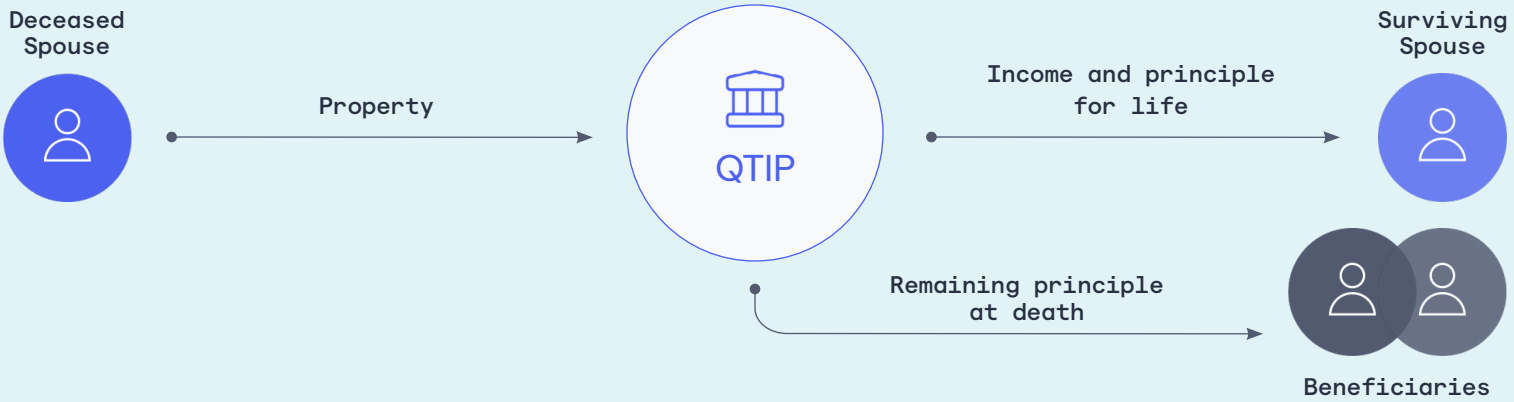 Deceased
Spouse
Property
QTIP
Income and principle
for life
Surviving
Spouse
Remaining principle
at death
Beneficiaries